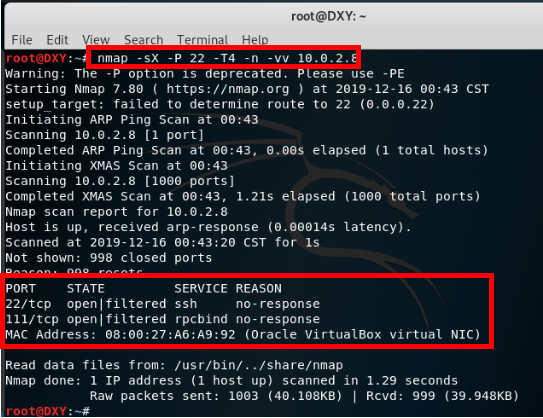 root@DXY: ~
File Edit View Search Terminal Help
root@DXY:~# nmap -sX -P 22 -T4 -n -vv 10.0.2.8
Warning: The -P option is deprecated. Please use -PE
Starting Nmap 7.80 ( https://nmap.org ) at 2019-12-16 00:43 CST
setup_target: failed to determine route to 22 (0.0.0.22)
Initiating ARP Ping Scan at 00:43
Scanning 10.0.2.8 [1 port]
Completed ARP Ping Scan at 00:43, 0.00s elapsed (1 total hosts)
Initiating XMAS Scan at 00:43
Scanning 10.0.2.8 [1000 ports]
Completed XMAS Scan at 00:43, 1.21s elapsed (1000 total ports)
Nmap scan report for 10.0.2.8
Host is up, received arp-response (0.00014s latency).
Scanned at 2019-12-16 00:43:20 CST for 1s
Not shown: 998 closed ports
Reason: 998 resets
PORT STATE SERVICE REASON
22/tcp open|filtered ssh no-response
111/tcp open|filtered rpcbind no-response
MAC Address: 08:00:27:A6:A9:92 (Oracle VirtualBox virtual NIC)
Read data files from: /usr/bin/../share/nmap
Nmap done: 1 IP address (1 host up) scanned in 1.29 seconds
Raw packets sent: 1003 (40.108KB) | Rcvd: 999 (39.948KB)
root@DXY:~#